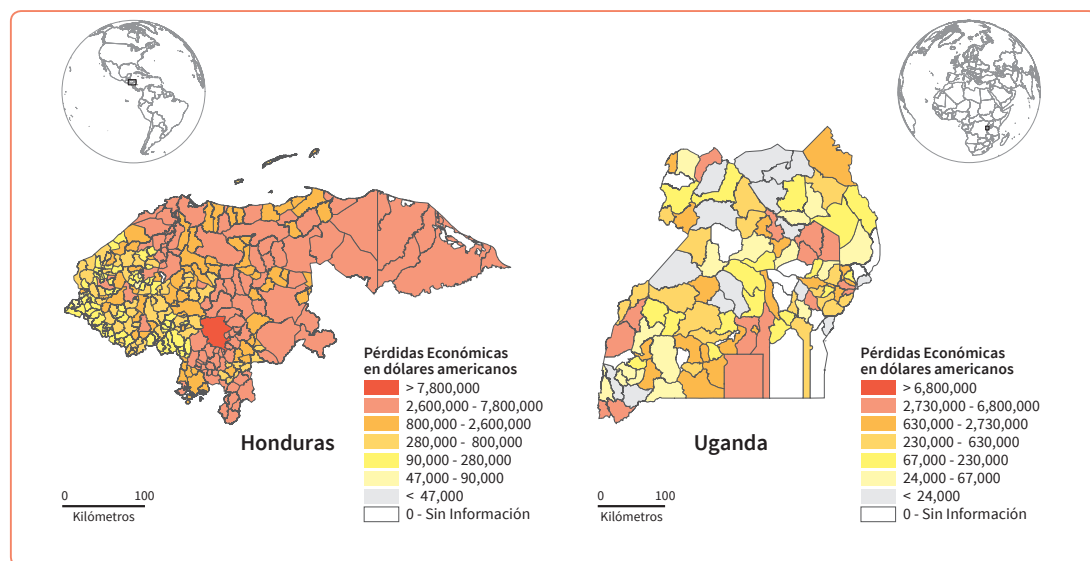 Honduras
Pérdidas Económicas
en dólares americanos
> 7,800,000
2,600,000 - 7,800,000
800,000 - 2,600,000
280,000 - 800,000
90,000 - 280,000
47,000 - 90,000
< 47,000
0 - Sin Información
0 100
Kilómetros
Uganda
Pérdidas Económicas
en dólares americanos
> 6,800,000
2,730,000 - 6,800,000
630,000 - 2,730,000
230,000 - 630,000
67,000 - 230,000
24,000 - 67,000
< 24,000
0 - Sin Información
0 100
Kilómetros